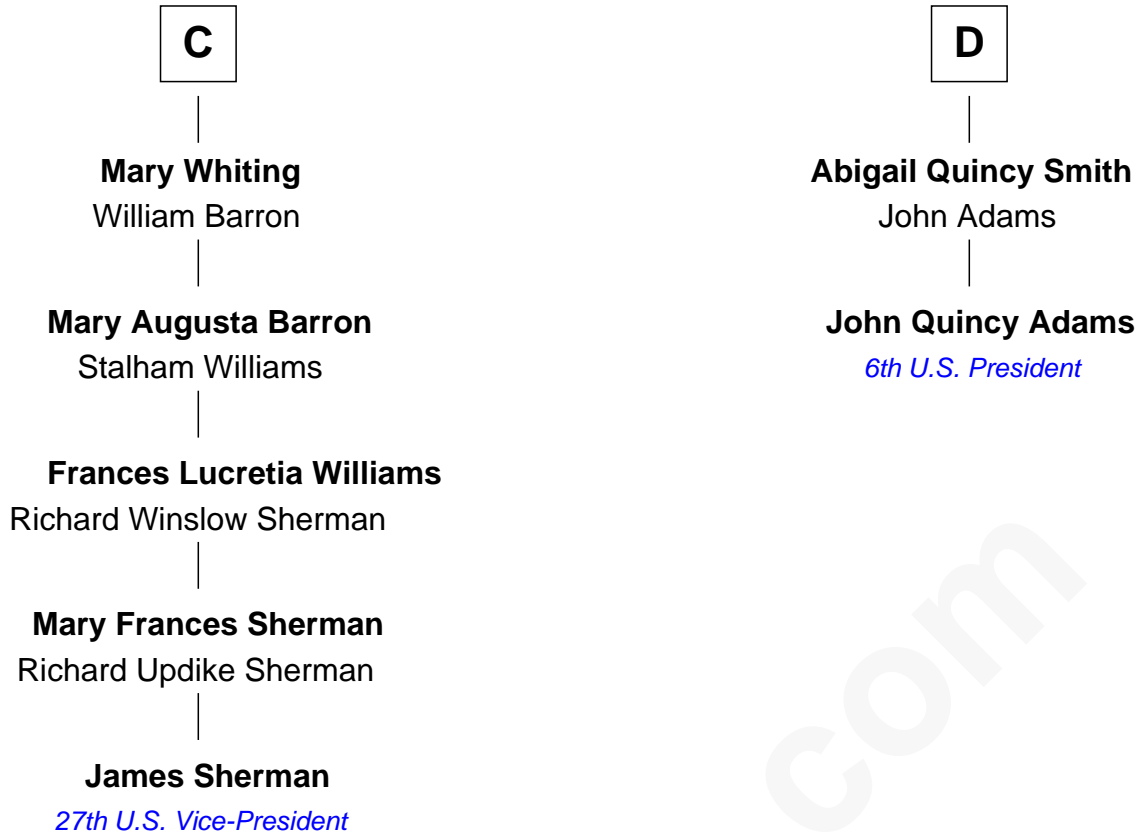 C
Mary Whiting
William Barron
Mary Augusta Barron
Stalham Williams
Frances Lucretia Williams
Richard Winslow Sherman
Mary Frances Sherman
Richard Updike Sherman
James Sherman
27th U.S. Vice-President
D
Abigail Quincy Smith
John Adams
John Quincy Adams
6th U.S. President
com